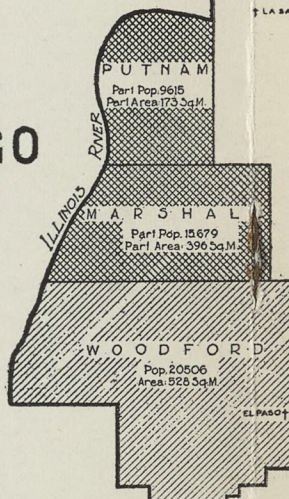 † LA SA
PUTNAM
Part Pop. 9615
Part Area 173 Sq.M.
GO
ILLINOIS RIVER
MARSHAL
Part Pop. 15679
Part Area: 396 Sq.M.
WOODFORD
Pop. 20506
Area: 528 Sq.M.
EL PASO †